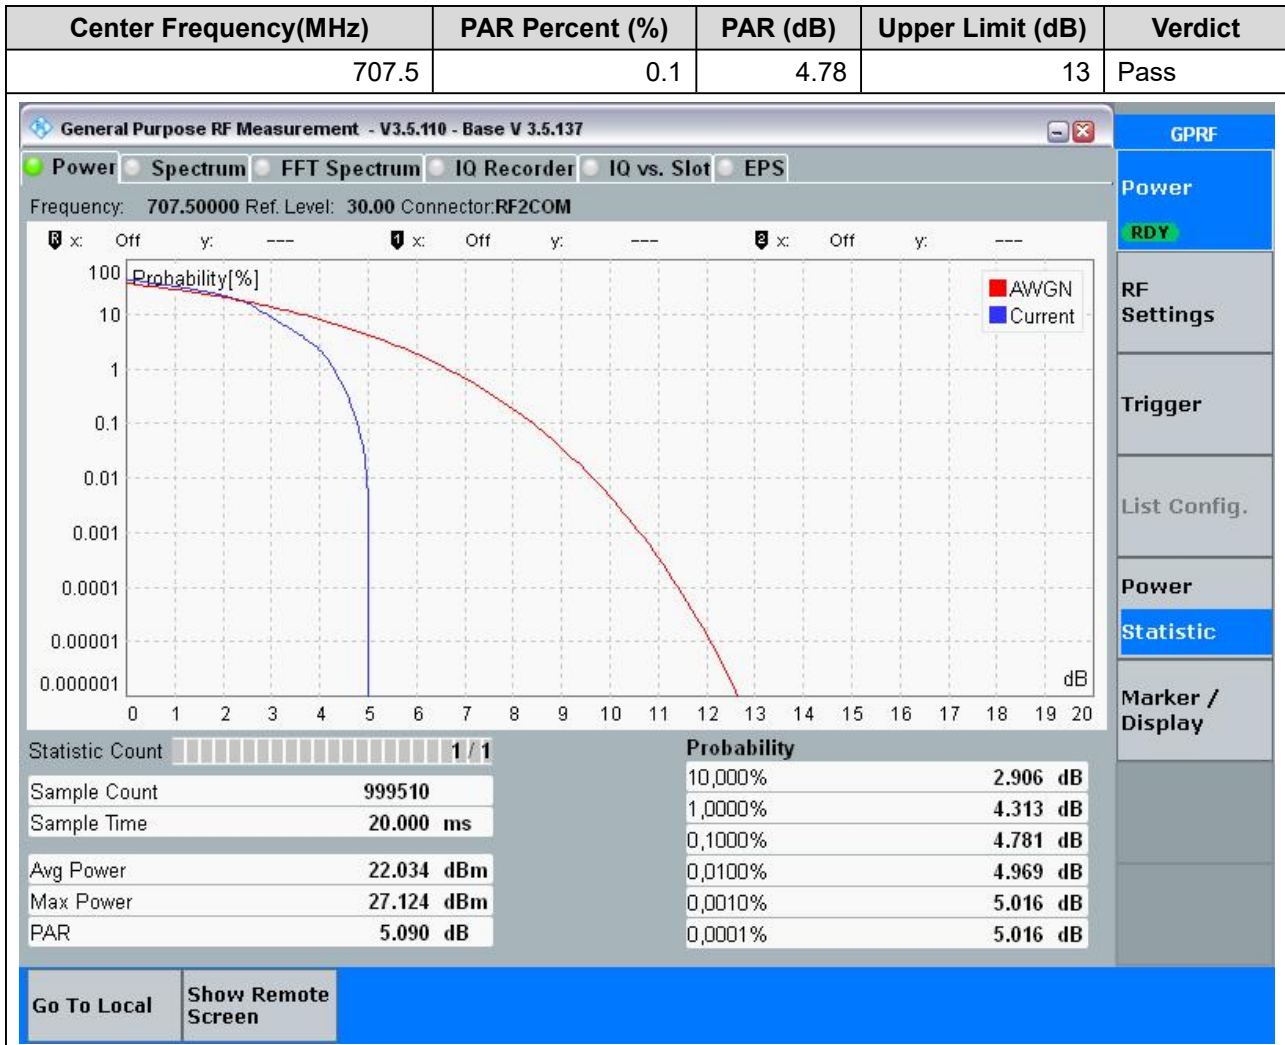 Center Frequency(MHz) PAR Percent (%) PAR (dB) Upper Limit (dB) Verdict
707.5 0.1 4.78 13 Pass
General Purpose RF Measurement - V3.5.110 - Base V 3.5.137
GPRF
Power Spectrum FFT Spectrum IQ Recorder IQ vs. Slot EPS
Power
RDY
Frequency: 707.50000 Ref. Level: 30.00 Connector:RF2COM
R x: Off y: --- 1 x: Off y: --- 2 x: Off y: ---
Probability[%]
100
10
1
0.1
0.01
0.001
0.0001
0.00001
0.000001
AWGN
Current
dB
0 1 2 3 4 5 6 7 8 9 10 11 12 13 14 15 16 17 18 19 20
RF
Settings
Trigger
List Config.
Power
Statistic
Marker /
Display
Statistic Count 1 / 1
Sample Count 999510
Sample Time 20.000 ms
Avg Power 22.034 dBm
Max Power 27.124 dBm
PAR 5.090 dB
Probability
10,000% 2.906 dB
1,0000% 4.313 dB
0,1000% 4.781 dB
0,0100% 4.969 dB
0,0010% 5.016 dB
0,0001% 5.016 dB
Go To Local
Show Remote
Screen